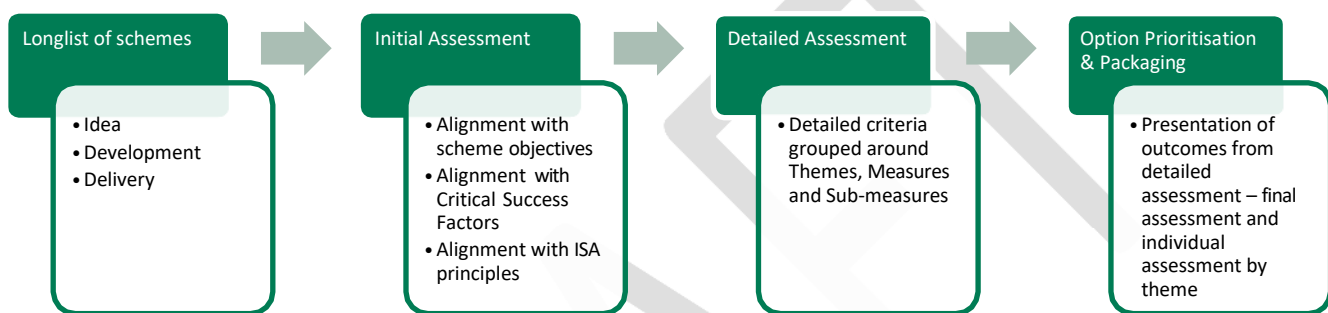 Longlist of schemes
• Idea
• Development
• Delivery
Initial Assessment
• Alignment with
scheme objectives
• Alignment with
Critical Success
Factors
• Alignment with ISA
principles
Detailed Assessment
• Detailed criteria
grouped around
Themes, Measures
and Sub-measures
Option Prioritisation
& Packaging
• Presentation of
outcomes from
detailed
assessment – final
assessment and
individual
assessment by
theme